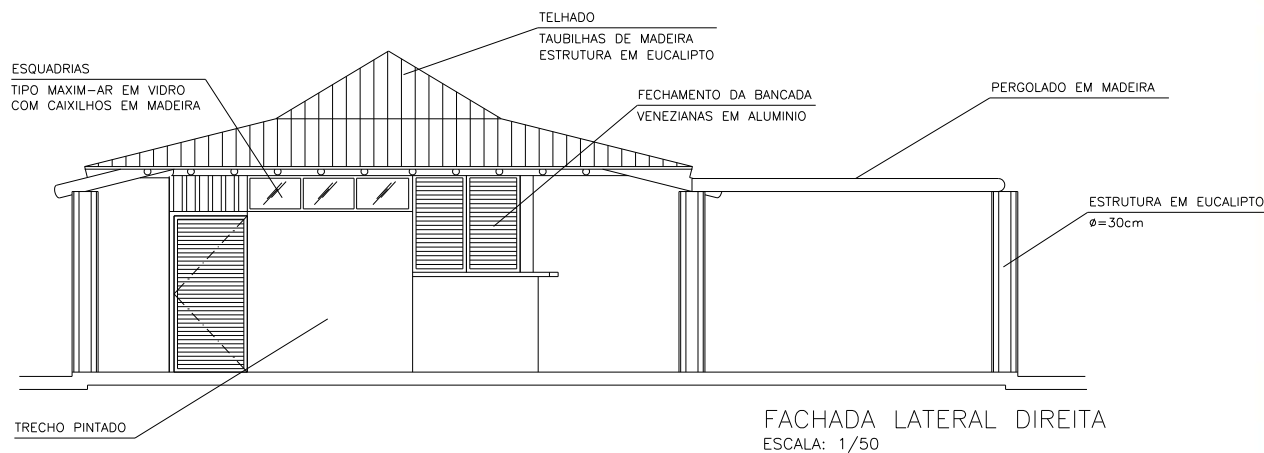 TELHADO
TAUBILHAS DE MADEIRA
ESTRUTURA EM EUCALIPTO
ESQUADRIAS
TIPO MAXIM-AR EM VIDRO
COM CAIXILHOS EM MADEIRA
FECHAMENTO DA BANCADA
VENEZIANAS EM ALUMINIO
PERGOLADO EM MADEIRA
ESTRUTURA EM EUCALIPTO
Ø=30cm
TRECHO PINTADO
FACHADA LATERAL DIREITA
ESCALA: 1/50